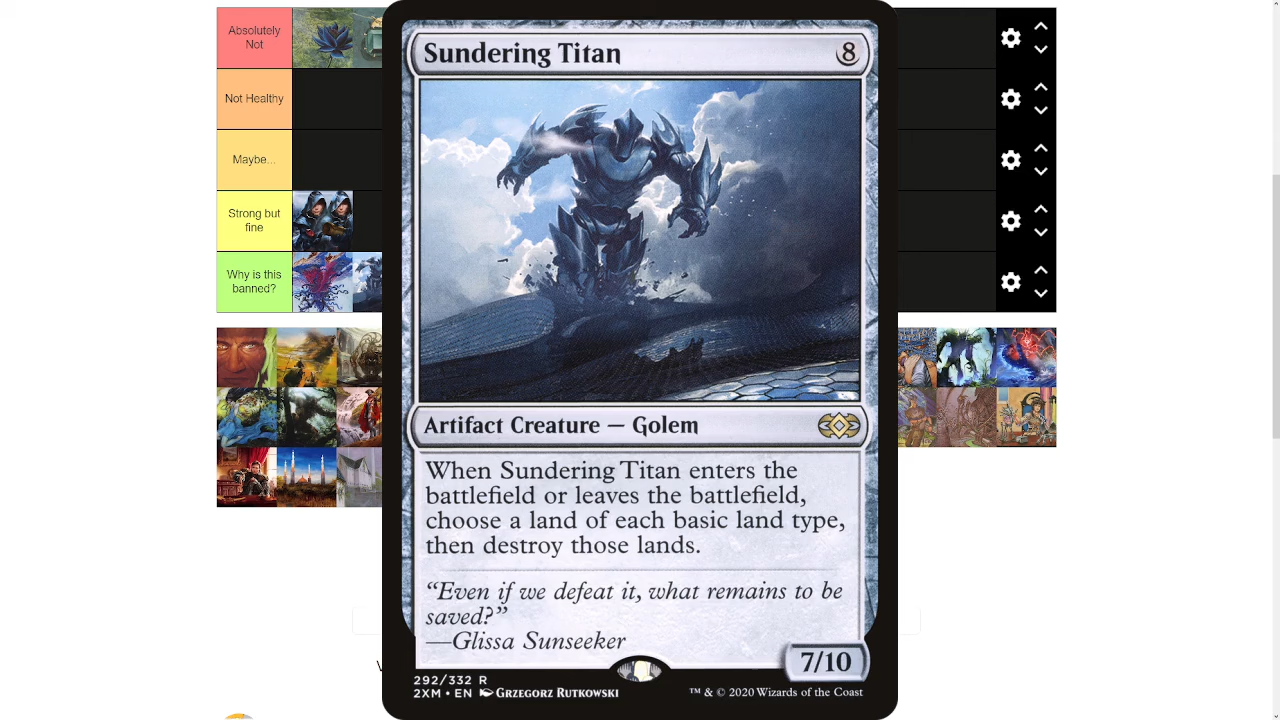 Absolutely
Not
Not Healthy
Maybe...
Strong but
fine
Why is this
banned?
Sundering Titan
8
Artifact Creature — Golem
When Sundering Titan enters the
battlefield or leaves the battlefield,
choose a land of each basic land type,
then destroy those lands.
“Even if we defeat it, what remains to be
saved?”
—Glissa Sunseeker
7/10
292/332 R
2XM • EN Grzegorz Rutkowski
™ & © 2020 Wizards of the Coast